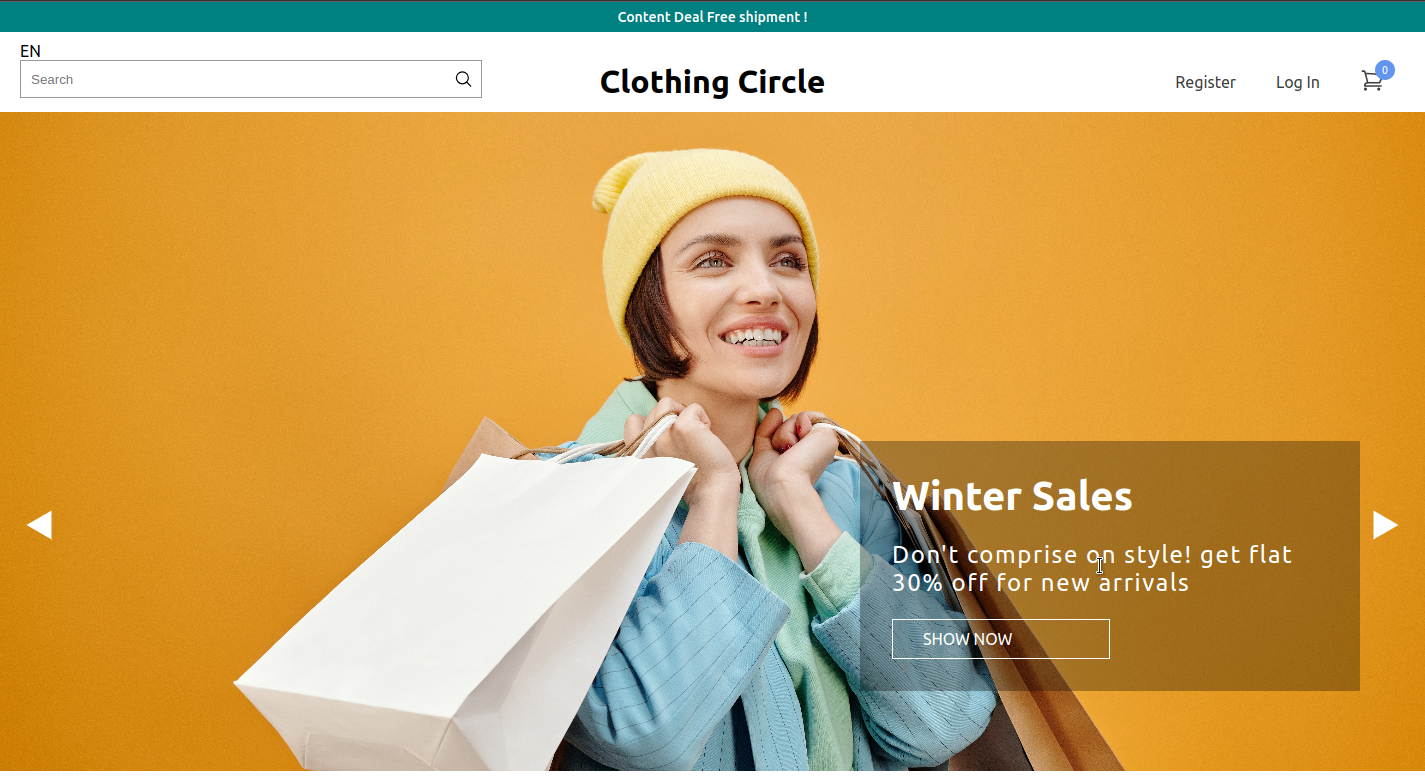 Content Deal Free shipment !
EN
Search
Clothing Circle
Register
Log In
0
Winter Sales
Don't comprise on style! get flat
30% off for new arrivals
SHOW NOW